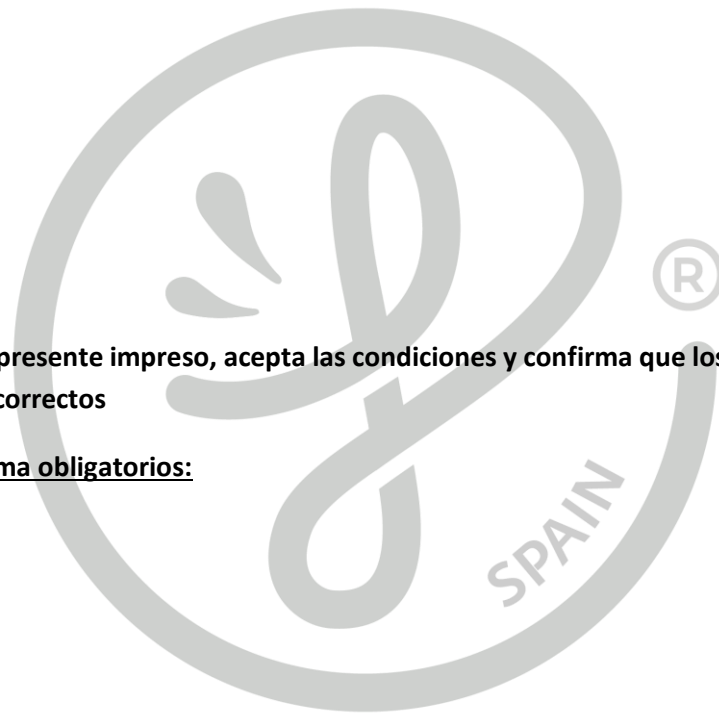 ®
presente impreso, acepta las condiciones y confirma que los
correctos
ma obligatorios:
SPAIN